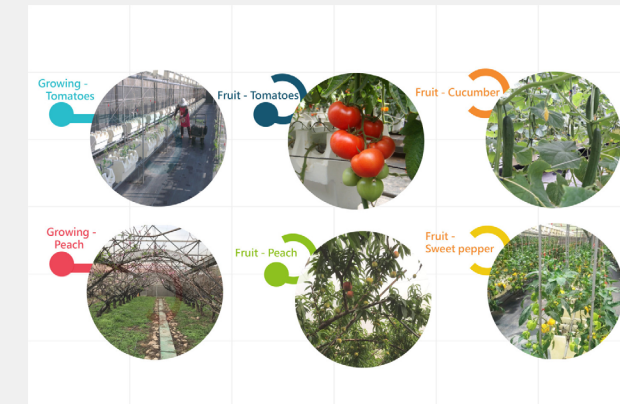 Growing -
Tomatoes
Fruit - Tomatoes
Fruit - Cucumber
Growing -
Peach
Fruit - Peach
Fruit -
Sweet pepper